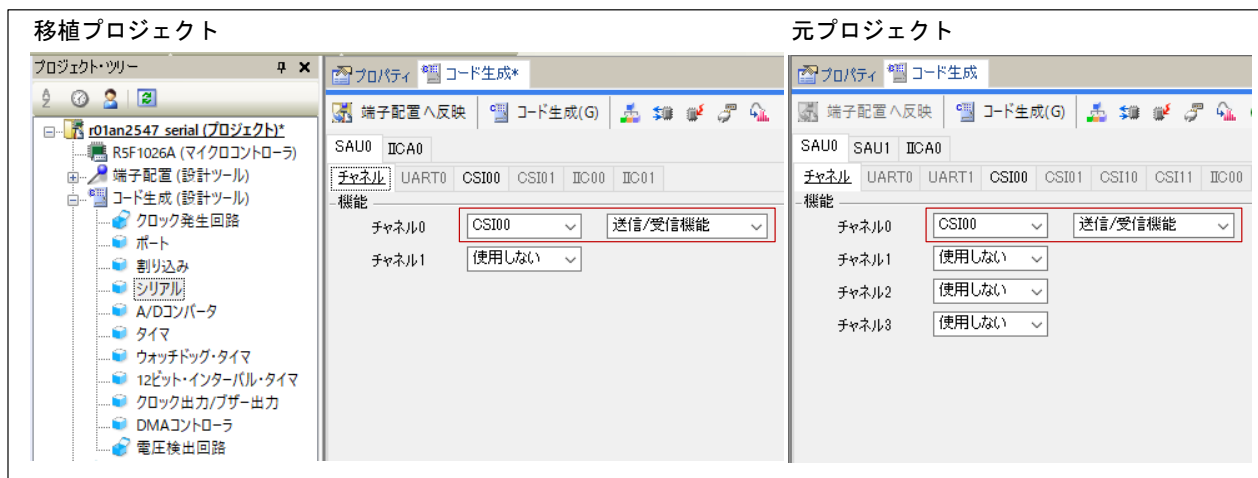 移植プロジェクト
元プロジェクト
プロジェクト・ツリー
r01an2547_serial (プロジェクト)*
R5F1026A (マイクロコントローラ)
端子配置 (設計ツール)
コード生成 (設計ツール)
クロック発生回路
ポート
割り込み
シリアル
A/Dコンバータ
タイマ
ウォッチドッグ・タイマ
12ビット・インターバル・タイマ
クロック出力/ブザー出力
DMAコントローラ
電圧検出回路
プロパティ コード生成*
端子配置へ反映 コード生成(G)
SAU0 IICA0
チャネル UART0 CSI00 CSI01 IIC00 IIC01
機能
チャネル0 CSI00 送信/受信機能
チャネル1 使用しない
プロパティ コード生成
端子配置へ反映 コード生成(G)
SAU0 SAU1 IICA0
チャネル UART0 UART1 CSI00 CSI01 CSI10 CSI11 IIC00
機能
チャネル0 CSI00 送信/受信機能
チャネル1 使用しない
チャネル2 使用しない
チャネル3 使用しない